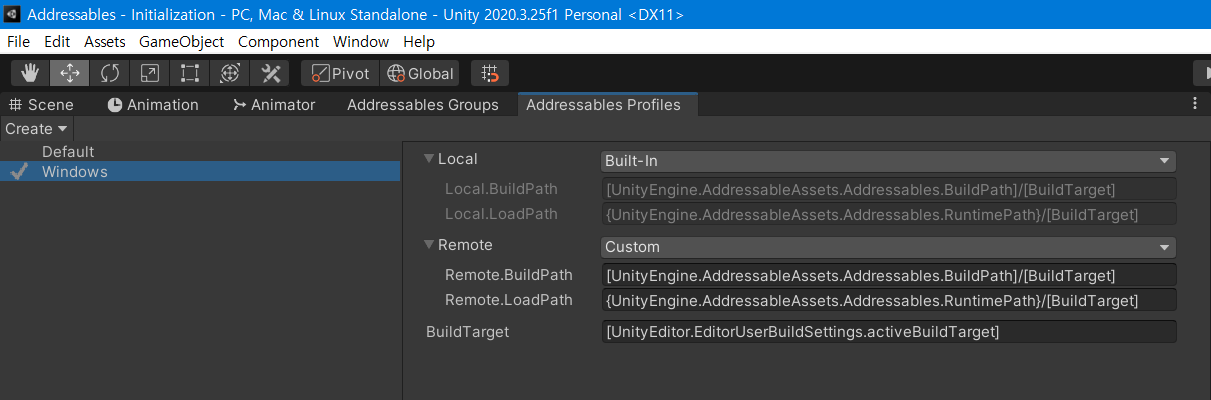 Addressables - Initialization - PC, Mac & Linux Standalone - Unity 2020.3.25f1 Personal <DX11>
File Edit Assets GameObject Component Window Help
Pivot Global
Scene Animation Animator Addressables Groups Addressables Profiles
Create
Default
Windows
Local Built-In
Local.BuildPath [UnityEngine.AddressableAssets.Addressables.BuildPath]/[BuildTarget]
Local.LoadPath {UnityEngine.AddressableAssets.Addressables.RuntimePath}/[BuildTarget]
Remote Custom
Remote.BuildPath [UnityEngine.AddressableAssets.Addressables.BuildPath]/[BuildTarget]
Remote.LoadPath {UnityEngine.AddressableAssets.Addressables.RuntimePath}/[BuildTarget]
BuildTarget [UnityEditor.EditorUserBuildSettings.activeBuildTarget]